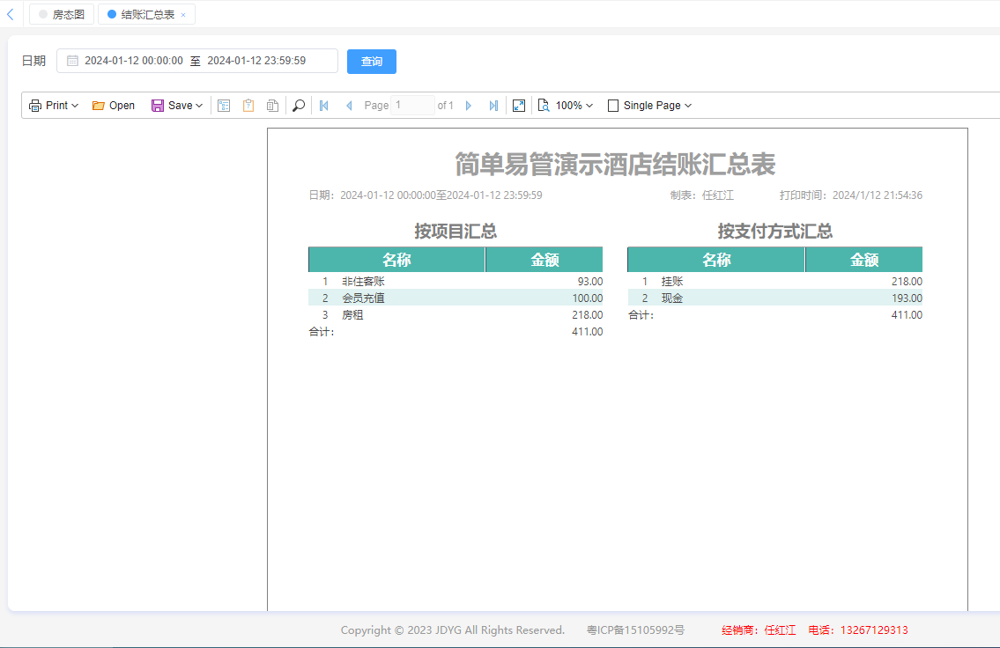 房态图 结账汇总表 ×
日期 2024-01-12 00:00:00 至 2024-01-12 23:59:59 查询
Print Open Save Page 1 of 1 100% Single Page
简单易管演示酒店结账汇总表
日期：2024-01-12 00:00:00至2024-01-12 23:59:59 制表：任红江 打印时间：2024/1/12 21:54:36
按项目汇总 按支付方式汇总
名称 金额 名称 金额
1 非住客账 93.00 1 挂账 218.00
2 会员充值 100.00 2 现金 193.00
3 房租 218.00 合计： 411.00
合计： 411.00
Copyright © 2023 JDYG All Rights Reserved. 粤ICP备15105992号 经销商：任红江 电话：13267129313